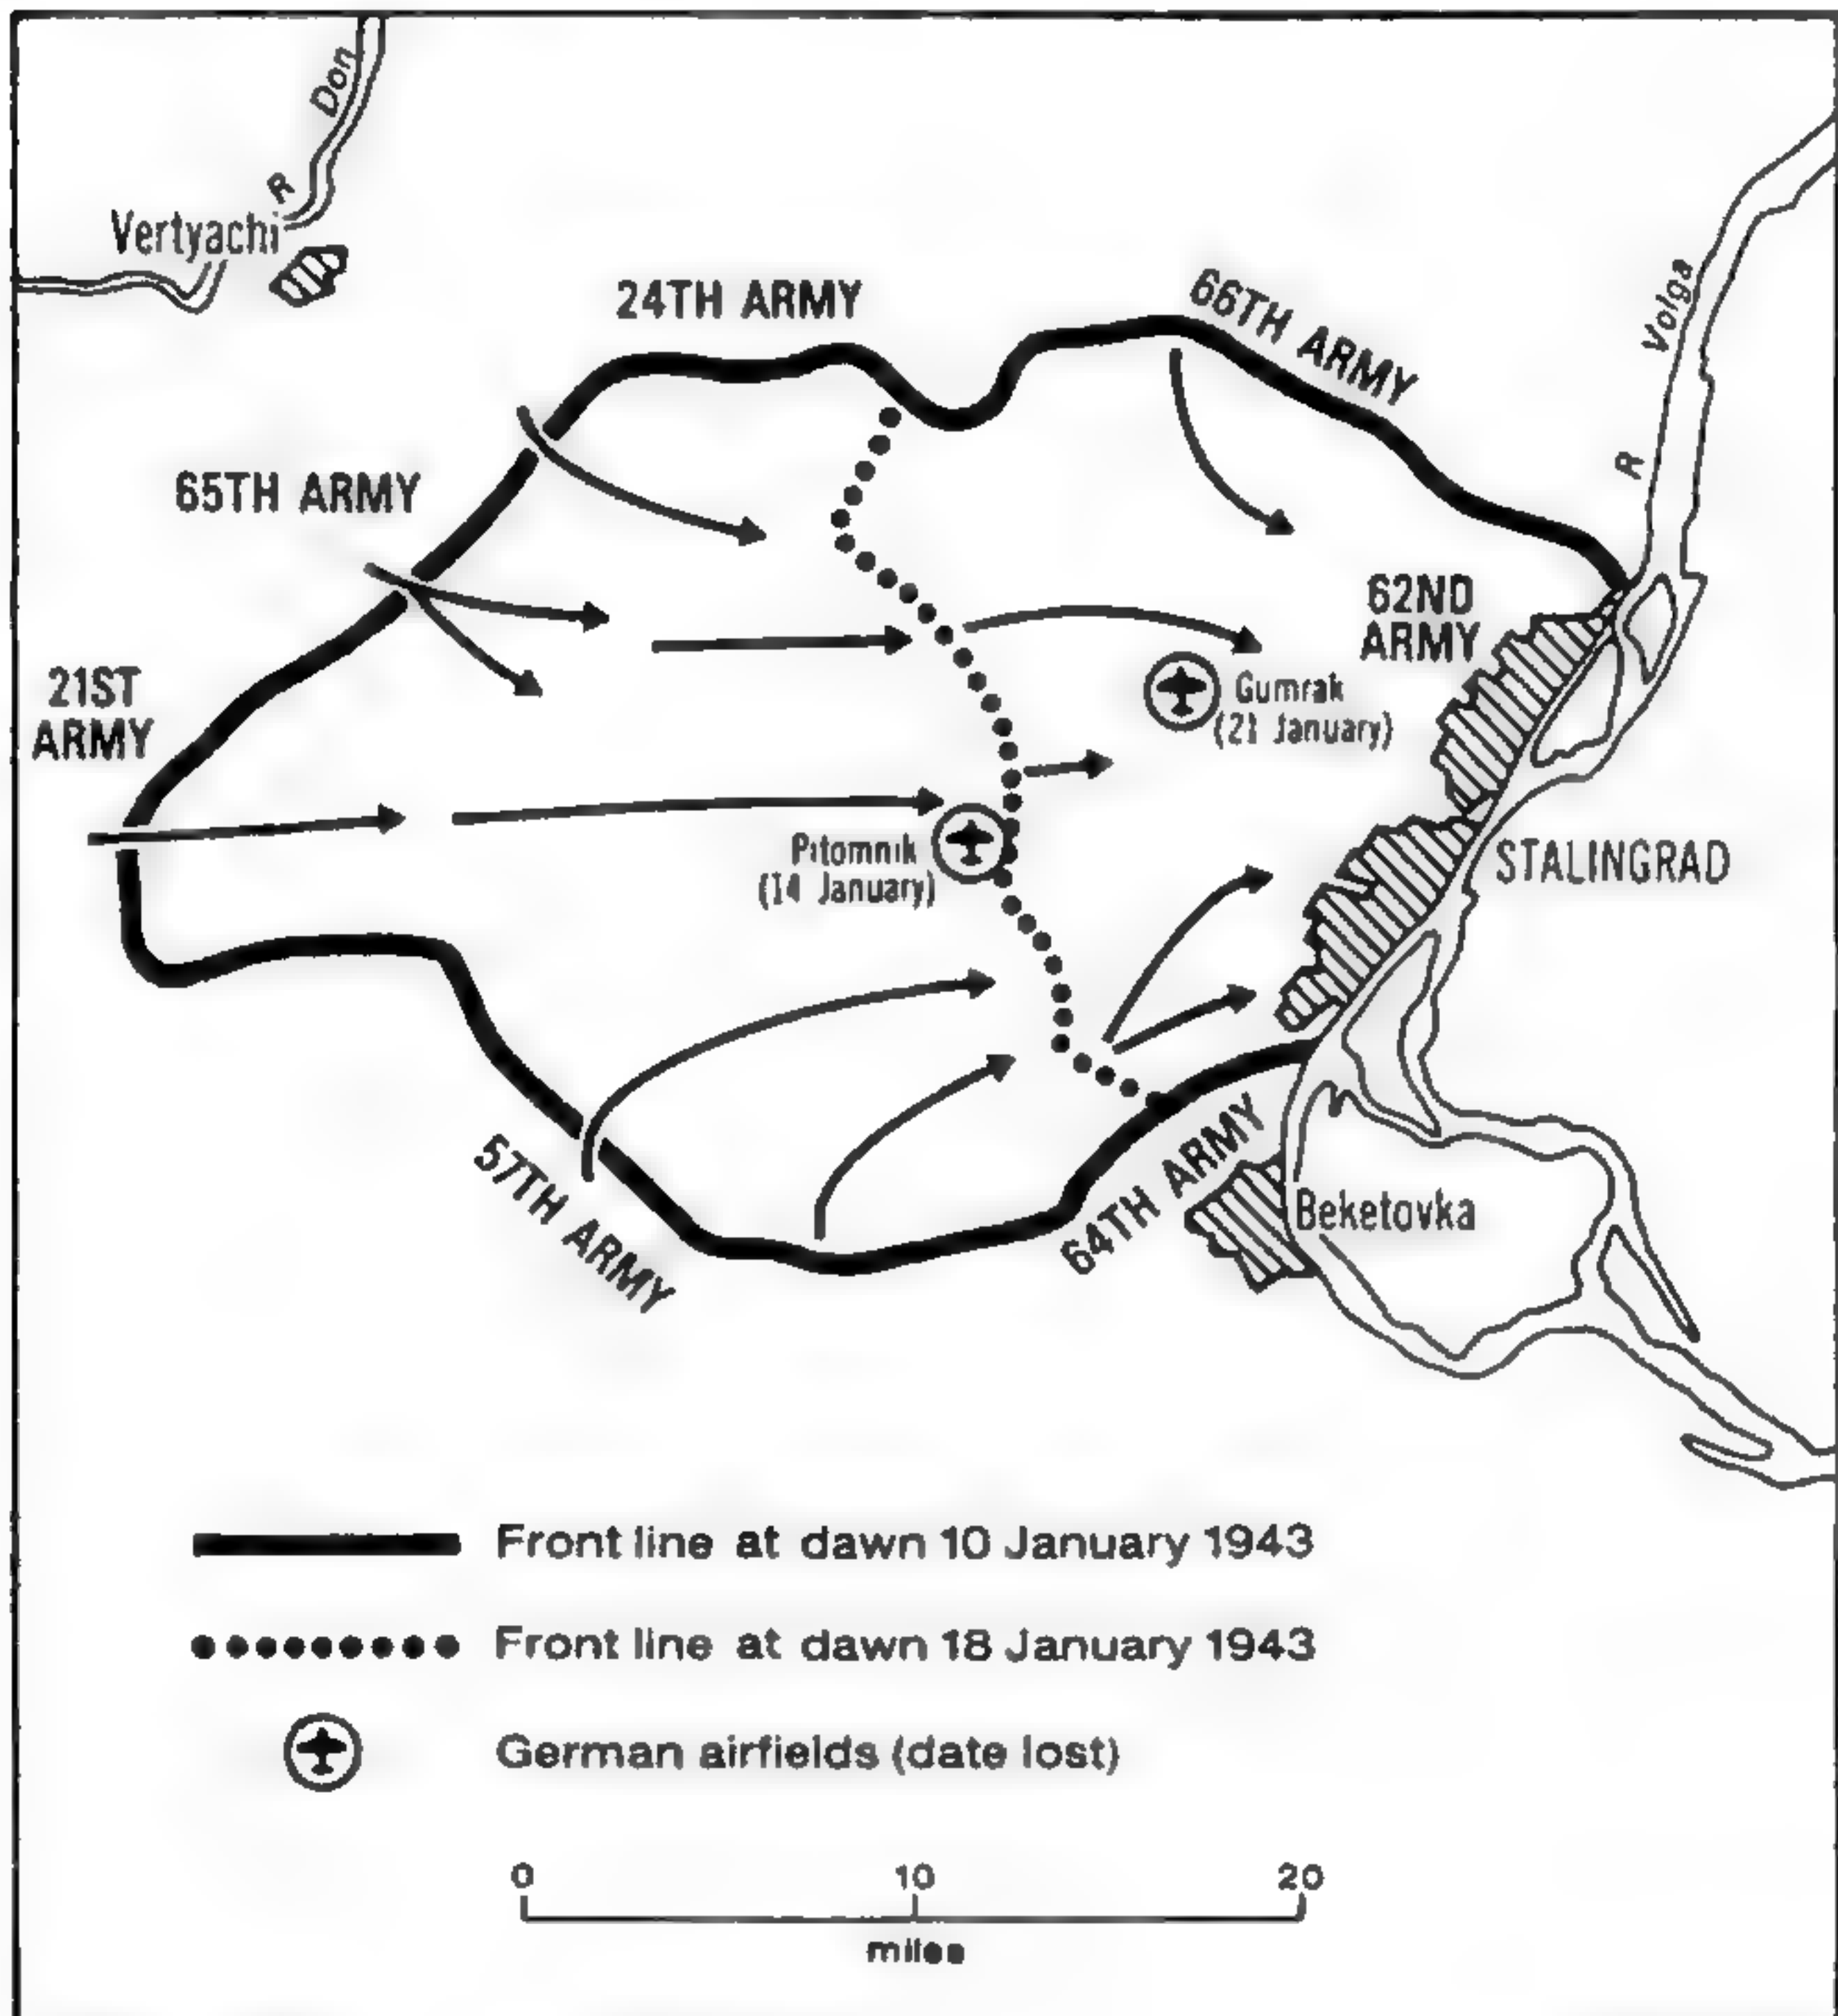 R Don
Vertyachi
24TH ARMY
66TH ARMY
R Volga
65TH ARMY
62ND
ARMY
21ST
ARMY
Gumrak
(21 January)
Pitomnik
(14 January)
STALINGRAD
57TH ARMY
64TH ARMY
Beketovka
Front line at dawn 10 January 1943
Front line at dawn 18 January 1943
German airfields (date lost)
0 10 20
miles